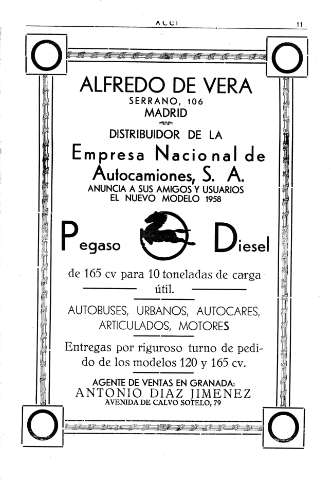 ACCI 11
ALFREDO DE VERA
SERRANO, 106
MADRID
DISTRIBUIDOR DE LA
Empresa Nacional de
Autocamiones, S. A.
ANUNCIA A SUS AMIGOS Y USUARIOS
EL NUEVO MODELO 1958
Pegaso Diesel
de 165 cv para 10 toneladas de carga
útil.
AUTOBUSES, URBANOS, AUTOCARES,
ARTICULADOS, MOTORES
Entregas por riguroso turno de pedi-
do de los modelos 120 y 165 cv.
AGENTE DE VENTAS EN GRANADA:
ANTONIO DIAZ JIMENEZ
AVENIDA DE CALVO SOTELO, 79